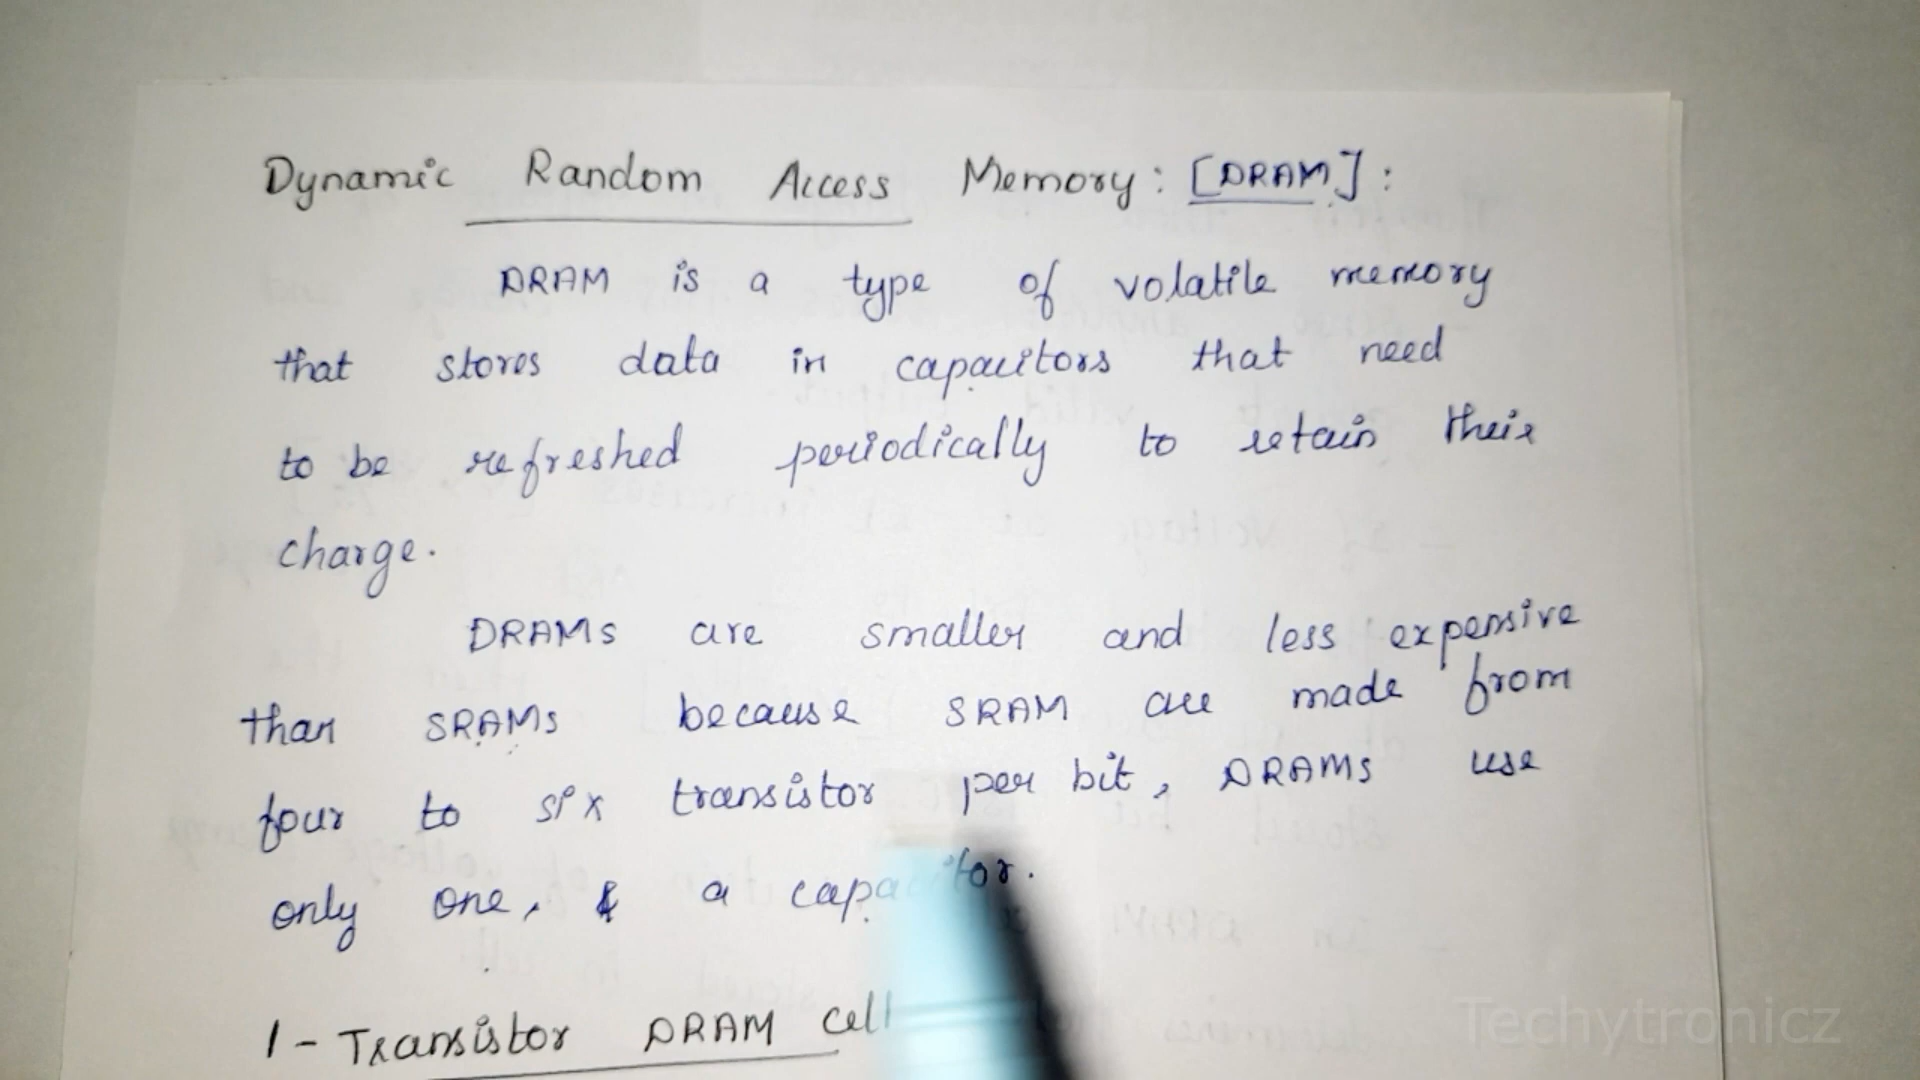 Dynamic Random Access Memory: [DRAM]:
DRAM is a type of volatile memory
that stores data in capacitors that need
to be refreshed periodically to retain their
charge.
DRAMs are smaller and less expensive
than SRAMs because SRAM are made from
four to six transistor per bit, DRAMs use
only one, & a capacitor.
1-Transistor DRAM cell
Techytronicz